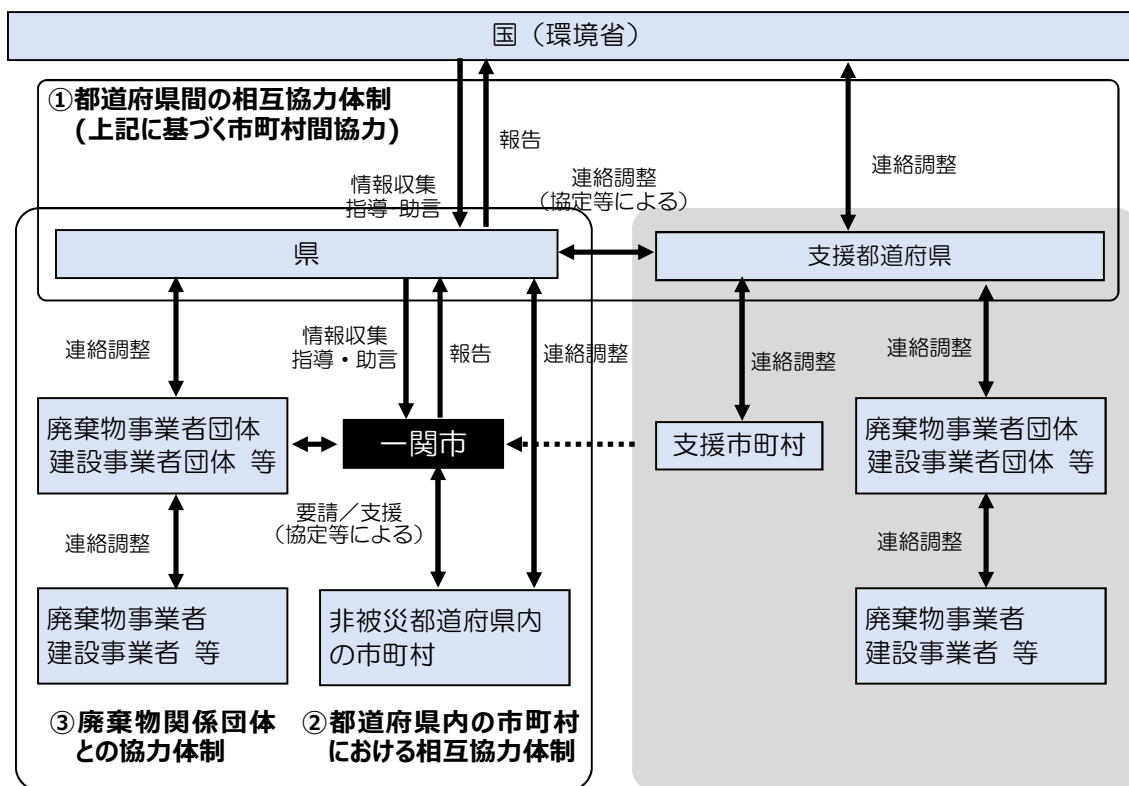 国（環境省）
①都道府県間の相互協力体制
(上記に基づく市町村間協力)
報告
情報収集
指導・助言
連絡調整
（協定等による）
連絡調整
県
支援都道府県
連絡調整
情報収集
指導・助言
報告
連絡調整
連絡調整
連絡調整
廃棄物事業者団体
建設事業者団体 等
一関市
支援市町村
廃棄物事業者団体
建設事業者団体 等
連絡調整
要請／支援
（協定等による）
連絡調整
廃棄物事業者
建設事業者 等
非被災都道府県内
の市町村
廃棄物事業者
建設事業者 等
③廃棄物関係団体
との協力体制
②都道府県内の市町村
における相互協力体制